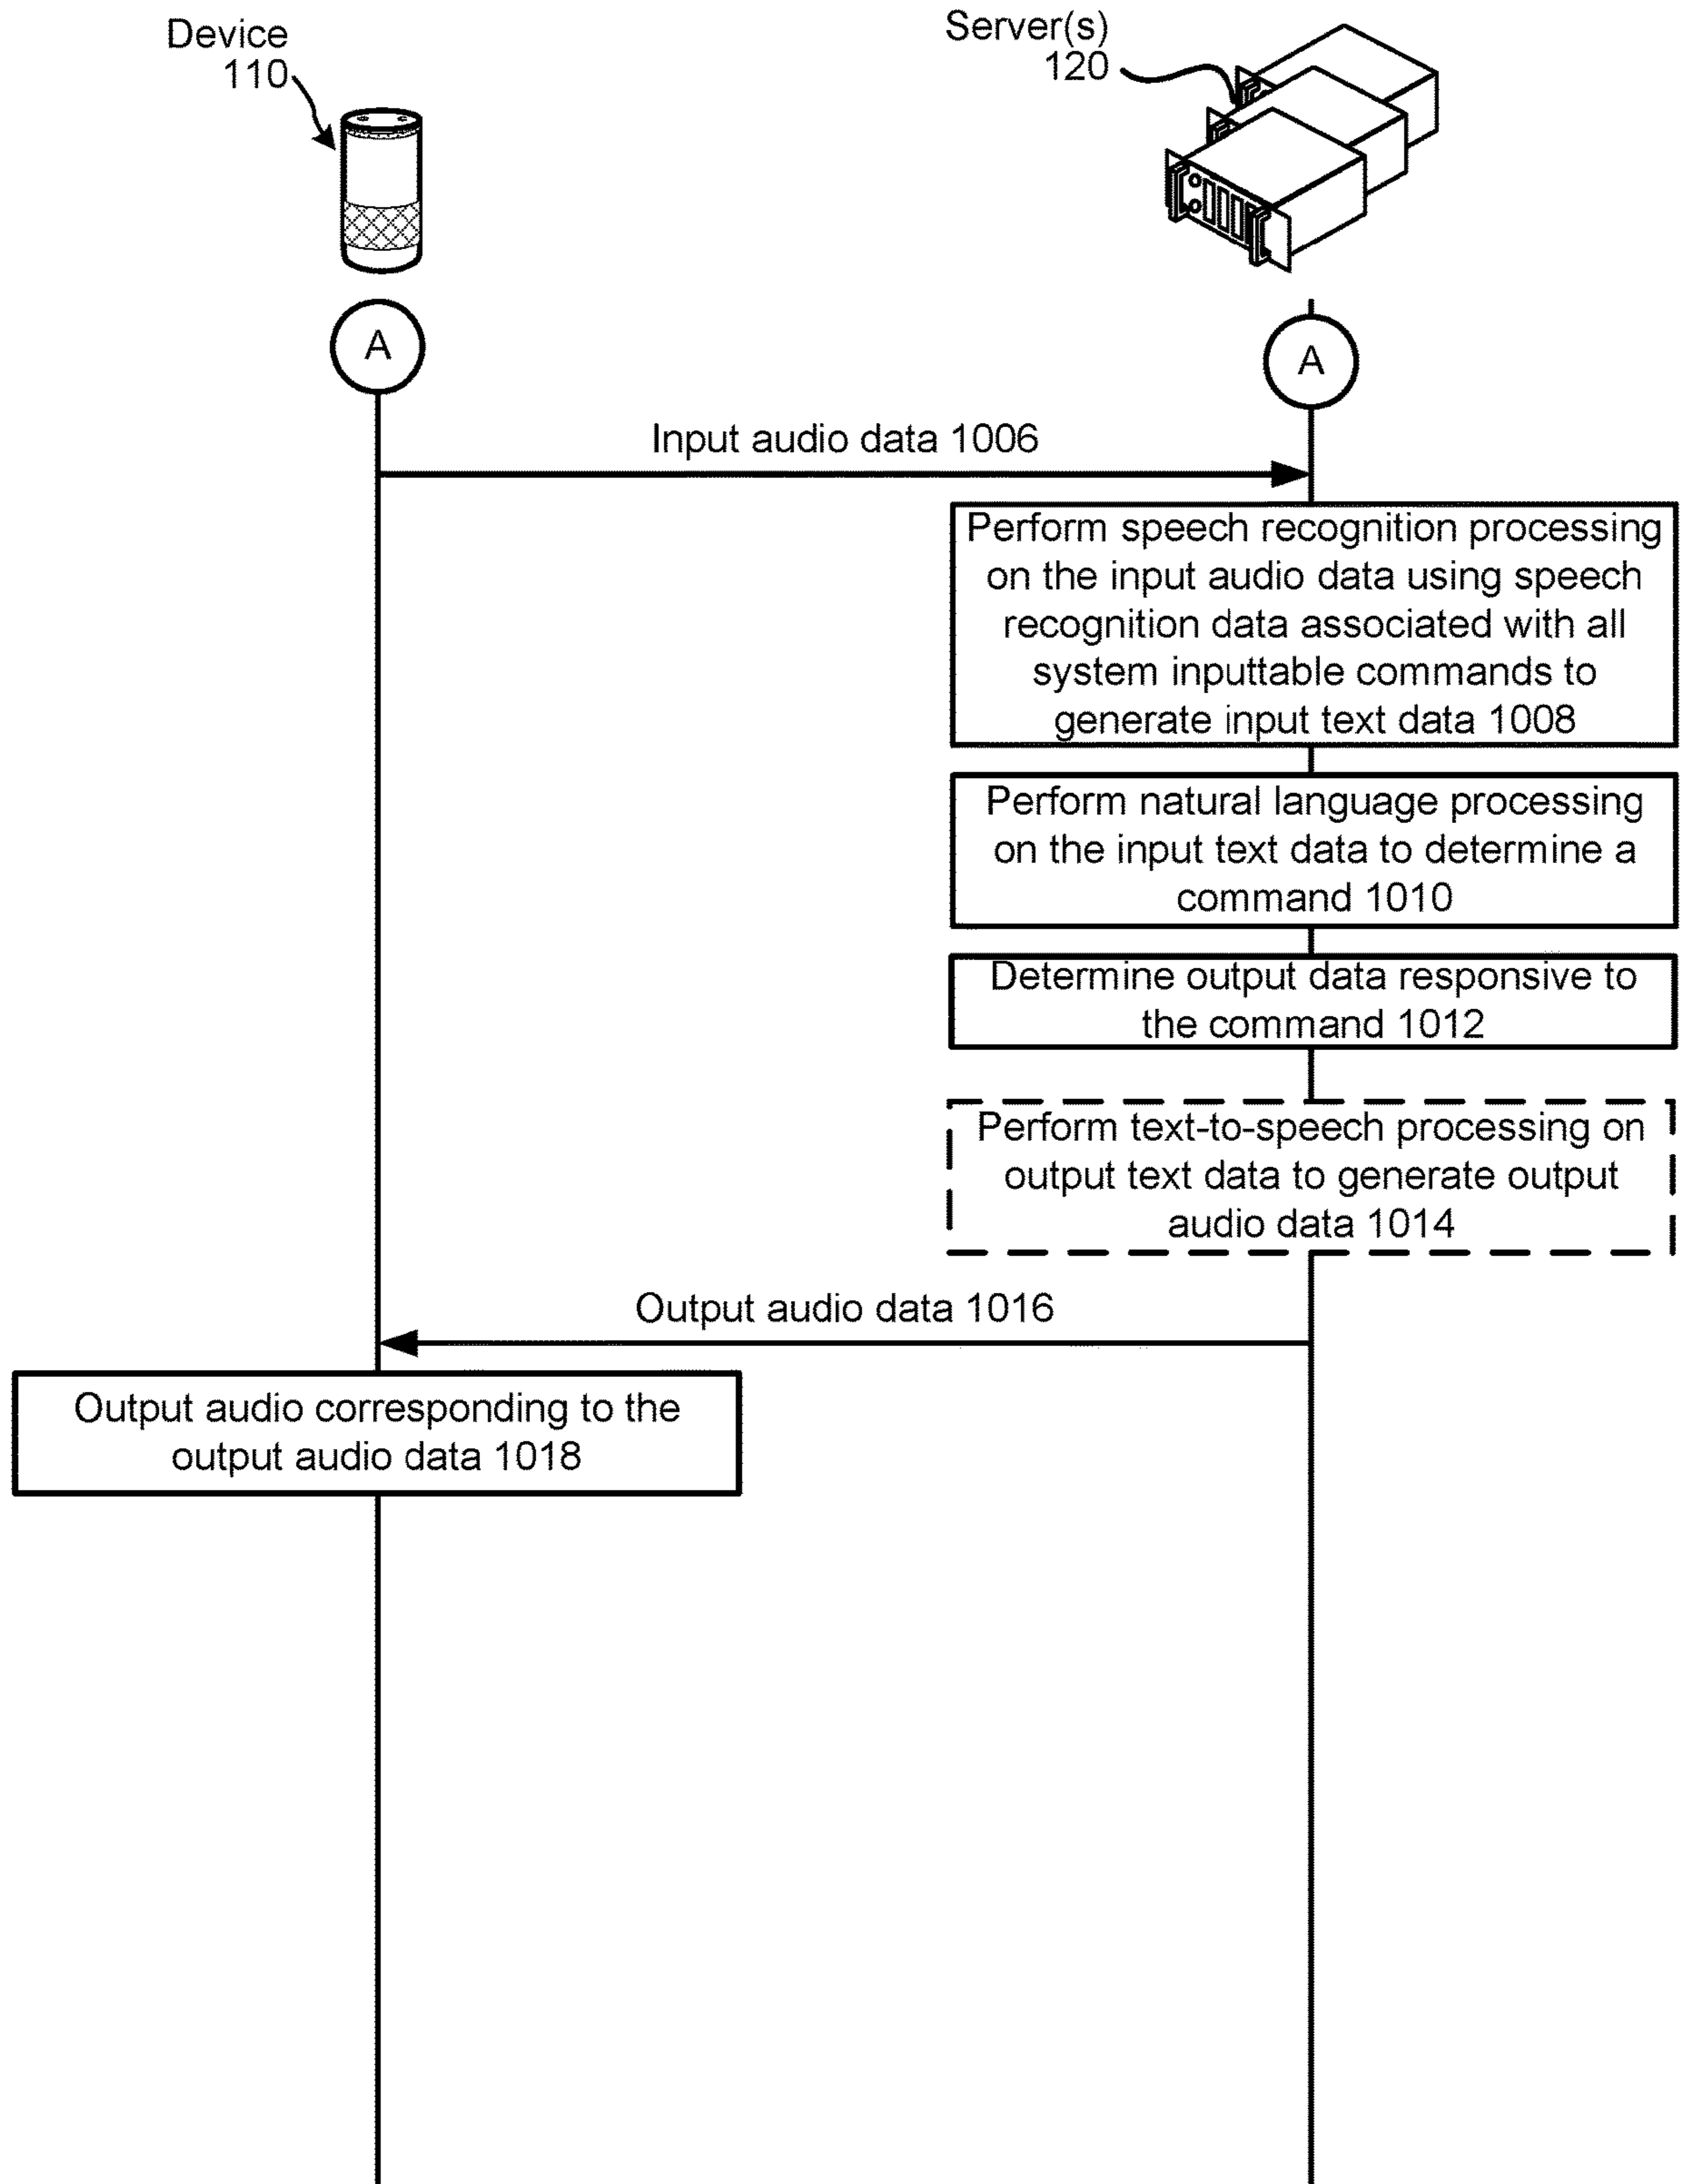 Device
110
Server(s)
120
A
A
Input audio data 1006
Perform speech recognition processing
on the input audio data using speech
recognition data associated with all
system inputtable commands to
generate input text data 1008
Perform natural language processing
on the input text data to determine a
command 1010
Determine output data responsive to
the command 1012
Perform text-to-speech processing on
output text data to generate output
audio data 1014
Output audio data 1016
Output audio corresponding to the
output audio data 1018